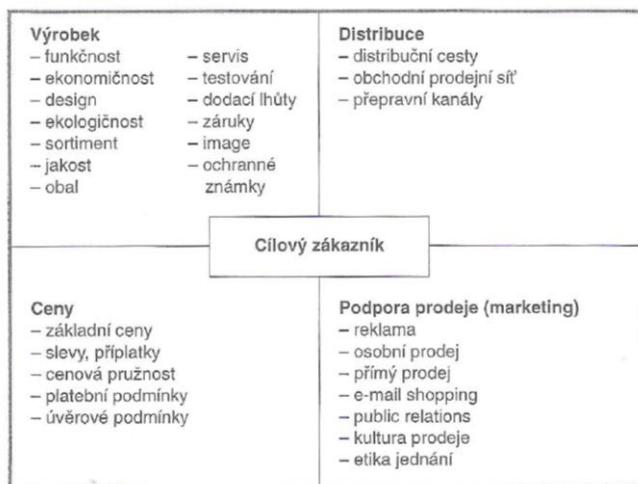 Výrobek
– funkčnost
– ekonomičnost
– design
– ekologičnost
– sortiment
– jakost
– obal
– servis
– testování
– dodací lhůty
– záruky
– image
– ochranné
známky
Distribuce
– distribuční cesty
– obchodní prodejní síť
– přepravní kanály
Cílový zákazník
Ceny
– základní ceny
– slevy, příplatky
– cenová pružnost
– platební podmínky
– úvěrové podmínky
Podpora prodeje (marketing)
– reklama
– osobní prodej
– přímý prodej
– e-mail shopping
– public relations
– kultura prodeje
– etika jednání